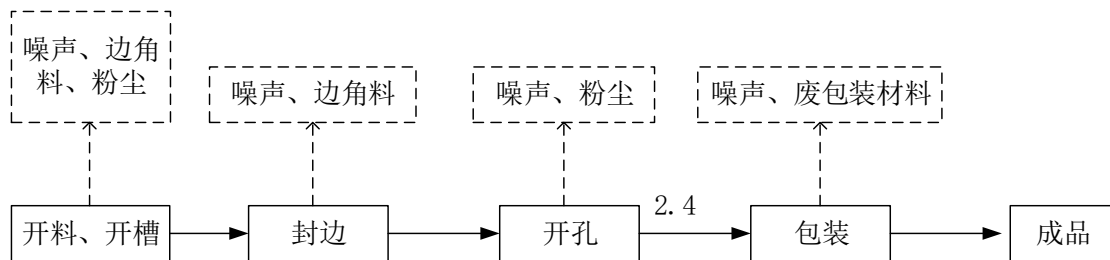 噪声、边角
料、粉尘
噪声、边角料
噪声、粉尘
噪声、废包装材料
2.4
开料、开槽
封边
开孔
包装
成品